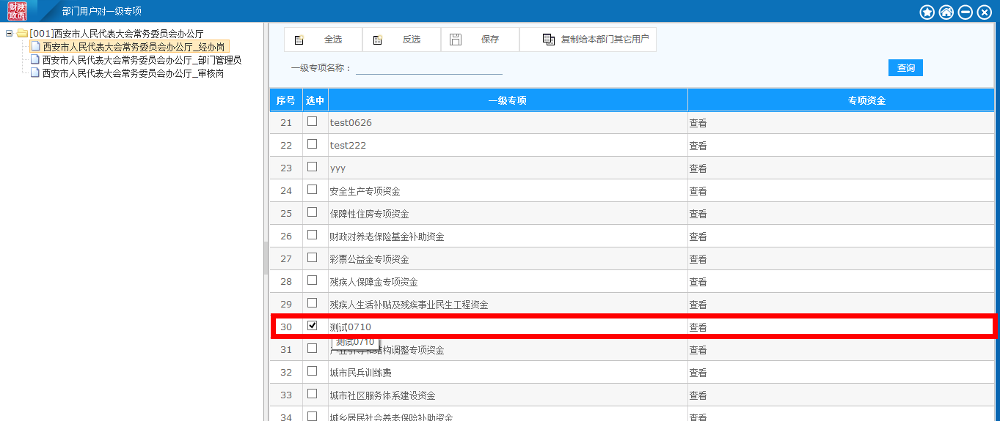 财陕政西
部门用户对一级专项
[001]西安市人民代表大会常务委员会办公厅
西安市人民代表大会常务委员会办公厅_经办岗
西安市人民代表大会常务委员会办公厅_部门管理员
西安市人民代表大会常务委员会办公厅_审核岗
全选 反选 保存 复制给本部门其它用户
一级专项名称： 查询
序号 选中 一级专项 专项资金
21 test0626 查看
22 test222 查看
23 yyy 查看
24 安全生产专项资金 查看
25 保障性住房专项资金 查看
26 财政对养老保险基金补助资金 查看
27 彩票公益金专项资金 查看
28 残疾人保障金专项资金 查看
29 残疾人生活补贴及残疾事业民生工程资金 查看
30 测试0710 查看
测试0710
31 产业引导和结构调整专项资金 查看
32 城市民兵训练费 查看
33 城市社区服务体系建设资金 查看
34 城乡居民社会养老保险补助资金 查看